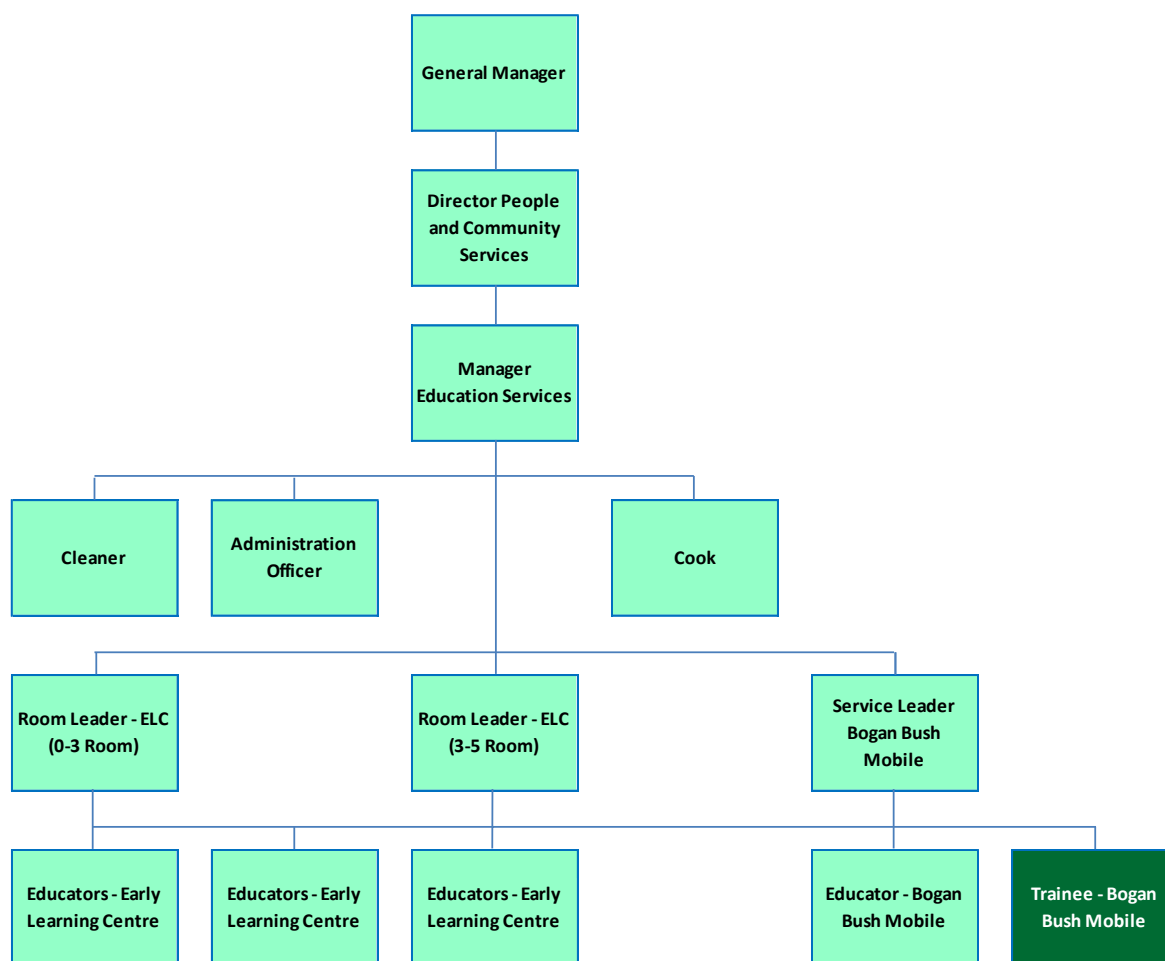 General Manager
Director People
and Community
Services
Manager
Education Services
Cleaner
Administration
Officer
Cook
Room Leader - ELC
(0-3 Room)
Room Leader - ELC
(3-5 Room)
Service Leader
Bogan Bush
Mobile
Educators - Early
Learning Centre
Educators - Early
Learning Centre
Educators - Early
Learning Centre
Educator - Bogan
Bush Mobile
Trainee - Bogan
Bush Mobile